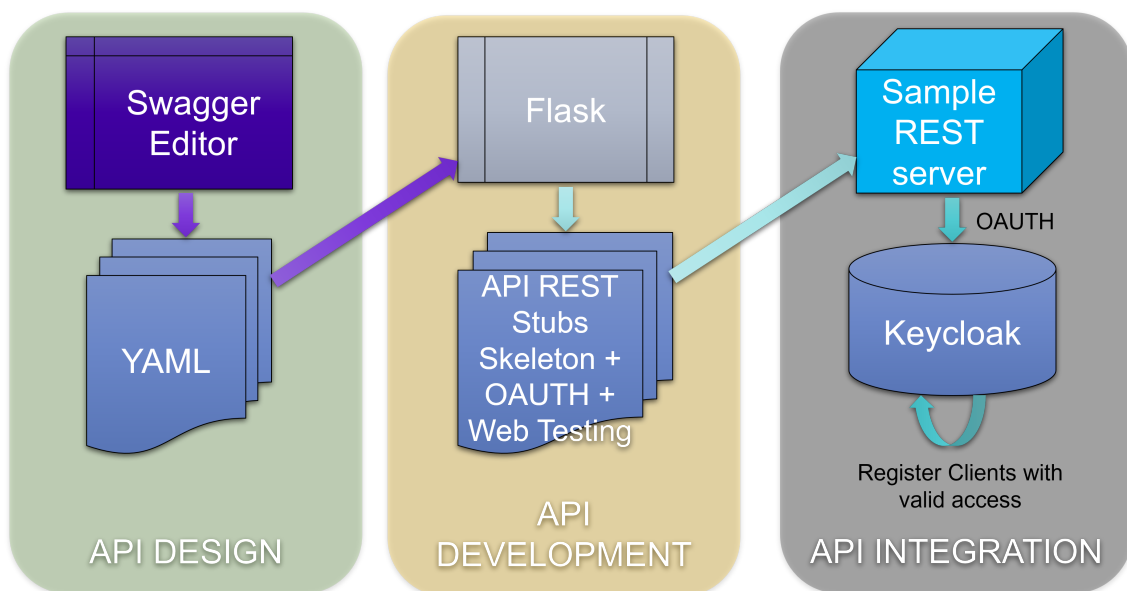 Swagger
Editor
YAML
API DESIGN
Flask
API REST
Stubs
Skeleton +
OAUTH +
Web Testing
API
DEVELOPMENT
Sample
REST
server
OAUTH
Keycloak
Register Clients with
valid access
API INTEGRATION